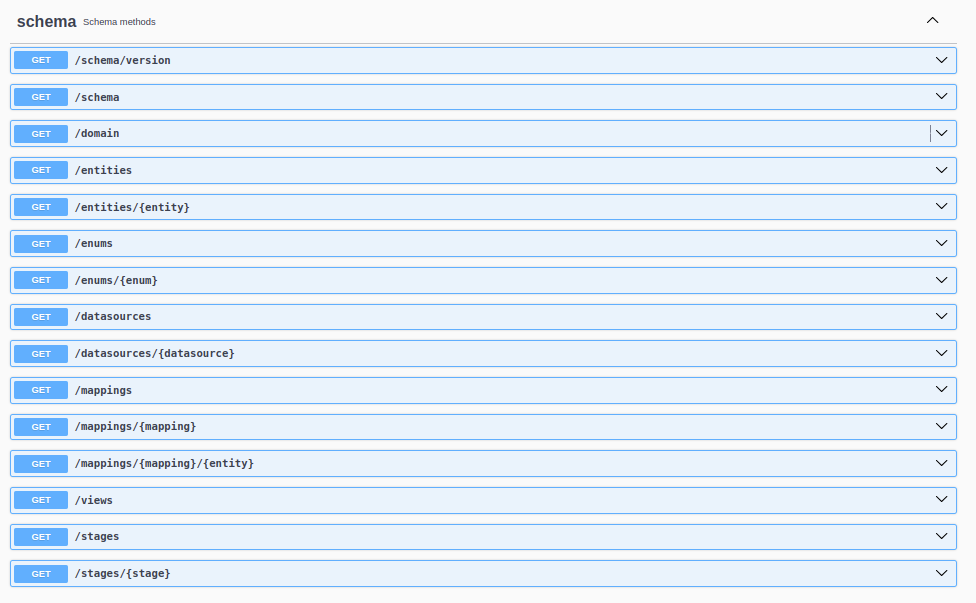 schema Schema methods
GET /schema/version
GET /schema
GET /domain
GET /entities
GET /entities/{entity}
GET /enums
GET /enums/{enum}
GET /datasources
GET /datasources/{datasource}
GET /mappings
GET /mappings/{mapping}
GET /mappings/{mapping}/{entity}
GET /views
GET /stages
GET /stages/{stage}